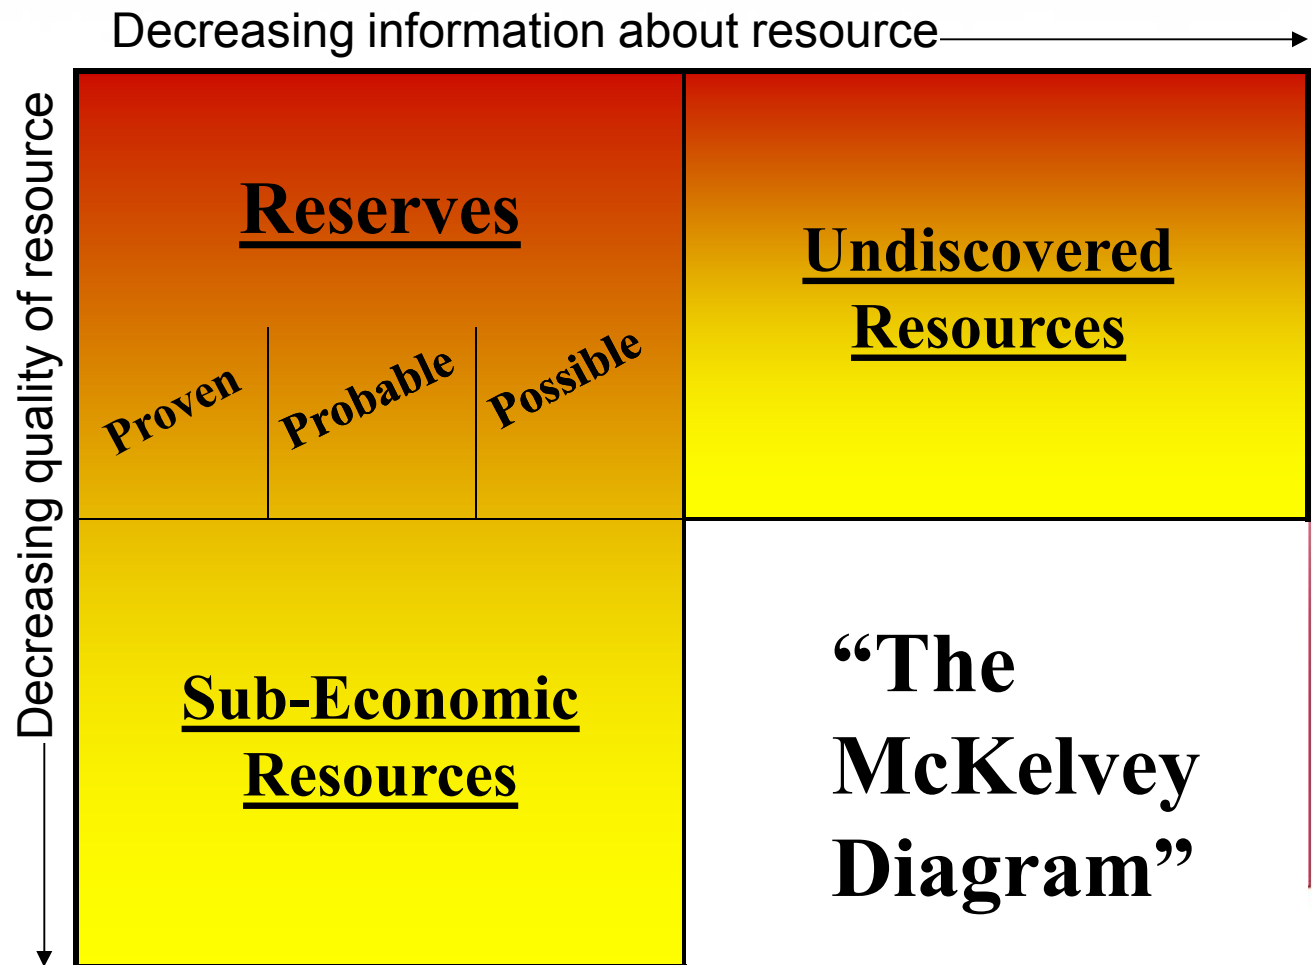 Decreasing information about resource
Decreasing quality of resource
Reserves
Proven
Probable
Possible
Undiscovered
Resources
Sub-Economic
Resources
“The
McKelvey
Diagram”